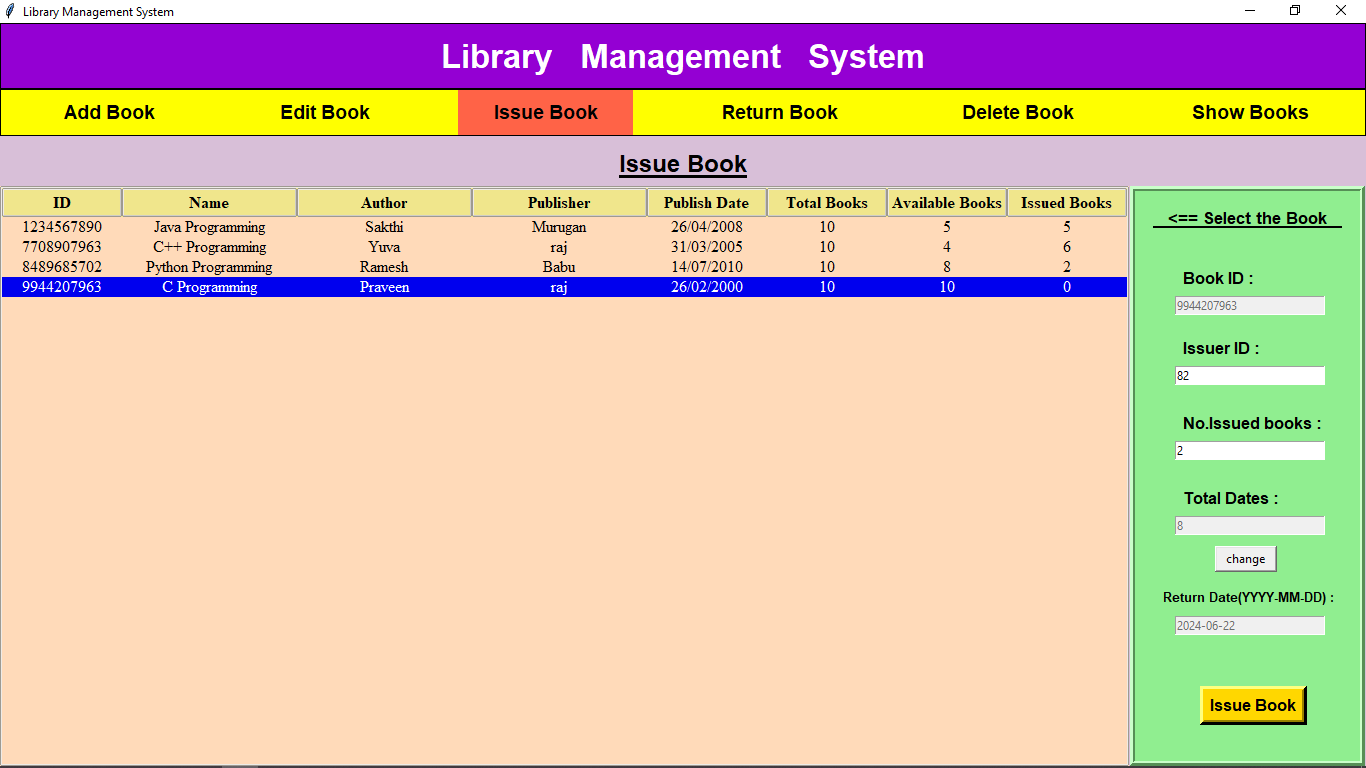 Library Management System
Library Management System
Add Book Edit Book Issue Book Return Book Delete Book Show Books
Issue Book
ID Name Author Publisher Publish Date Total Books Available Books Issued Books
1234567890 Java Programming Sakthi Murugan 26/04/2008 10 5 5
7708907963 C++ Programming Yuva raj 31/03/2005 10 4 6
8489685702 Python Programming Ramesh Babu 14/07/2010 10 8 2
9944207963 C Programming Praveen raj 26/02/2000 10 10 0
<== Select the Book
Book ID :
9944207963
Issuer ID :
82
No.Issued books :
2
Total Dates :
8
change
Return Date(YYYY-MM-DD) :
2024-06-22
Issue Book